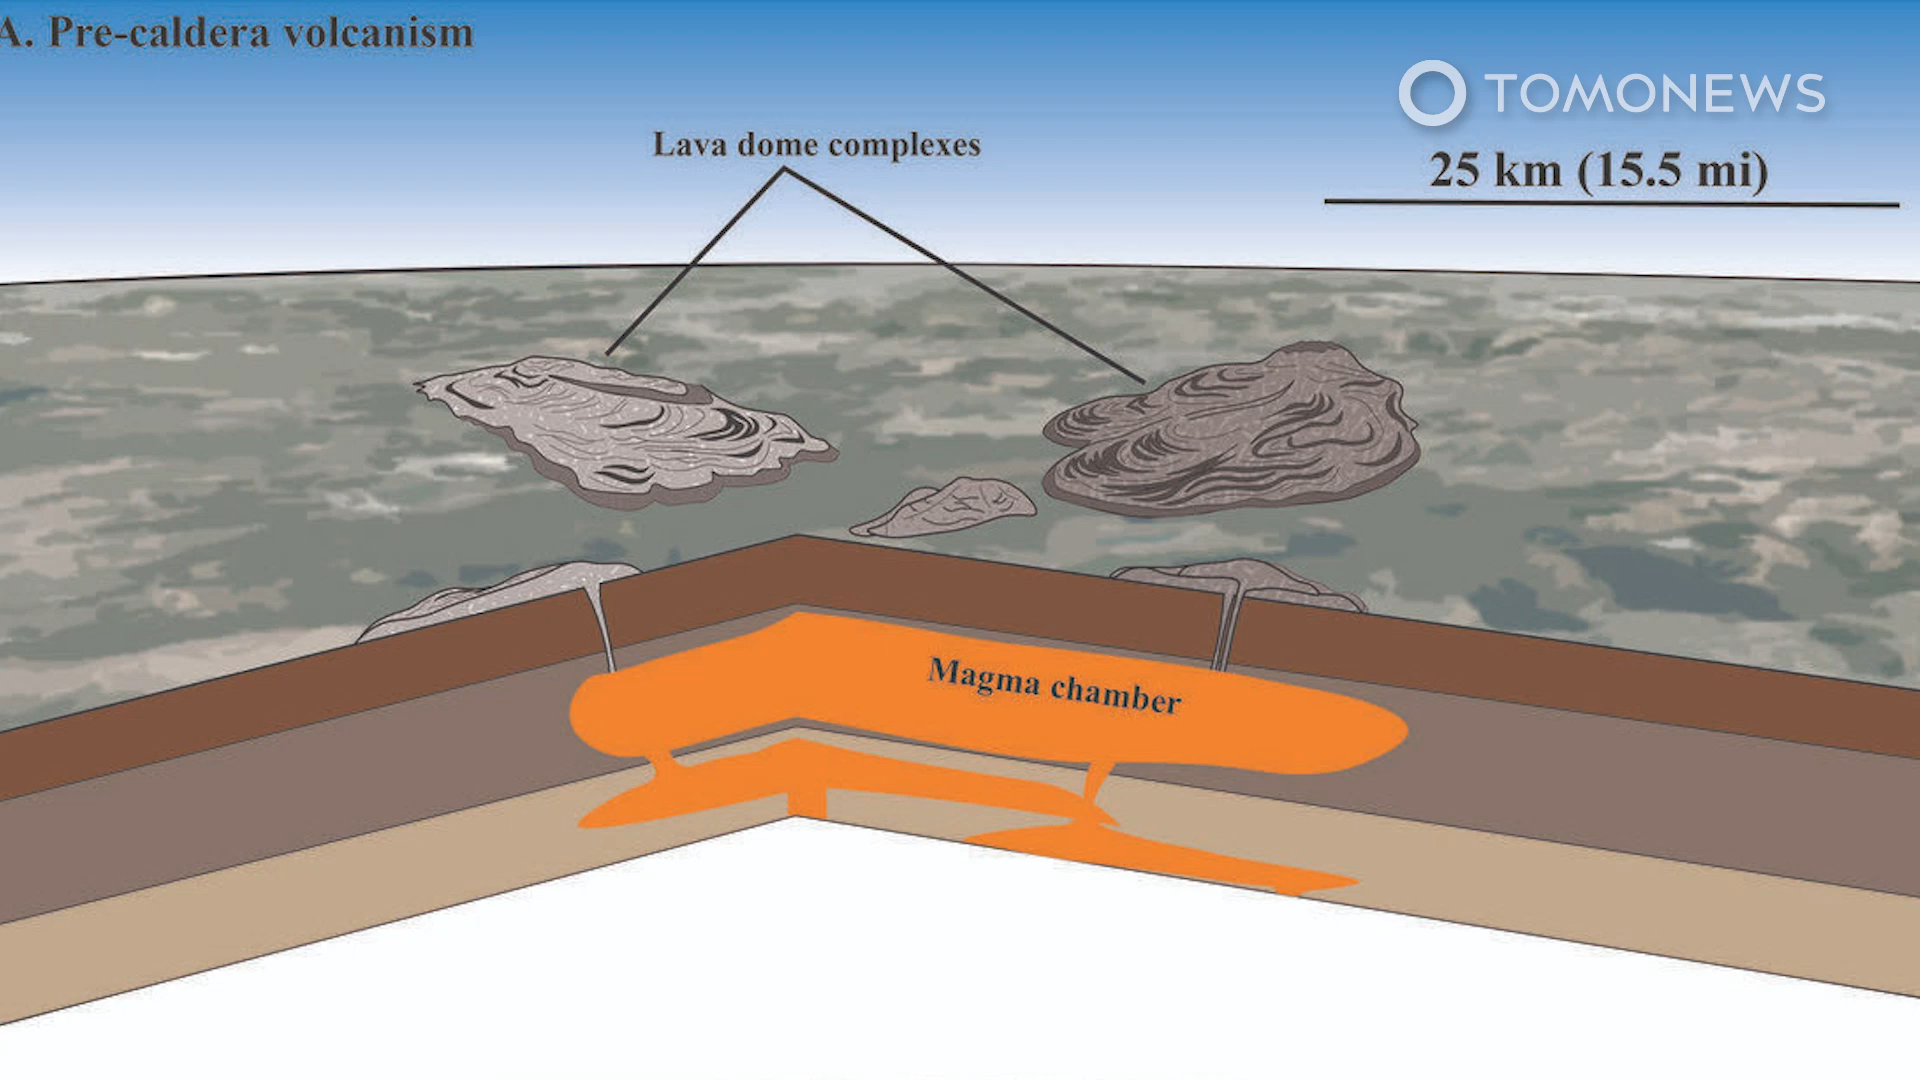 A. Pre-caldera volcanism
TOMONEWS
25 km (15.5 mi)
Lava dome complexes
Magma chamber